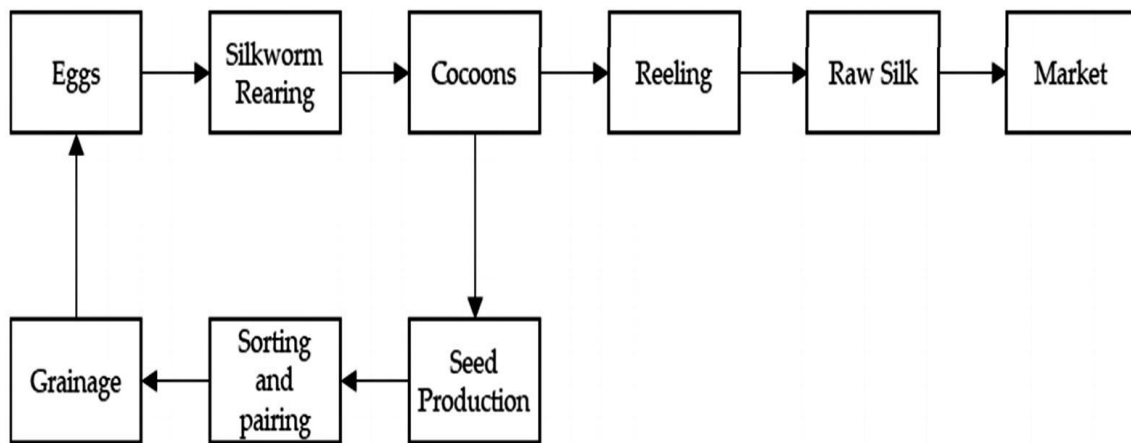 Eggs
Silkworm
Rearing
Cocoons
Reeling
Raw Silk
Market
Grainage
Sorting
and
pairing
Seed
Production